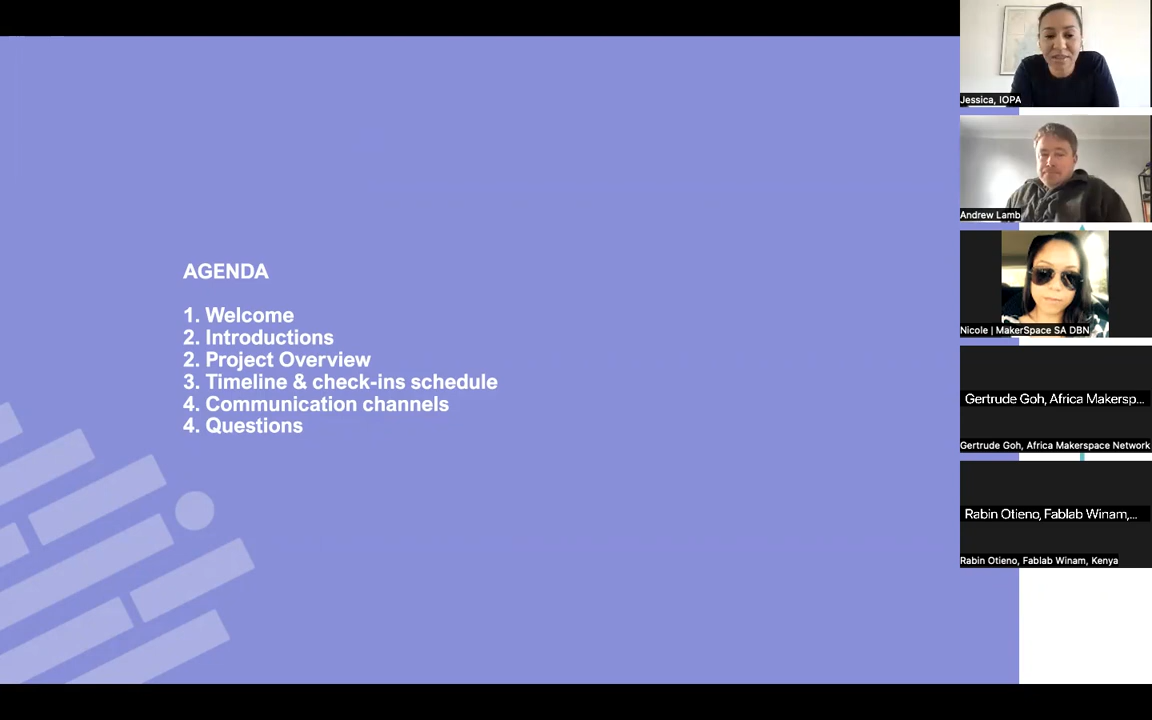 AGENDA
1. Welcome
2. Introductions
2. Project Overview
3. Timeline & check-ins schedule
4. Communication channels
4. Questions
Jessica, IOPA
Andrew Lamb
Nicole | MakerSpace SA DBN
Gertrude Goh, Africa Makersp...
Gertrude Goh, Africa Makerspace Network
Rabin Otieno, Fablab Winam,...
Rabin Otieno, Fablab Winam, Kenya